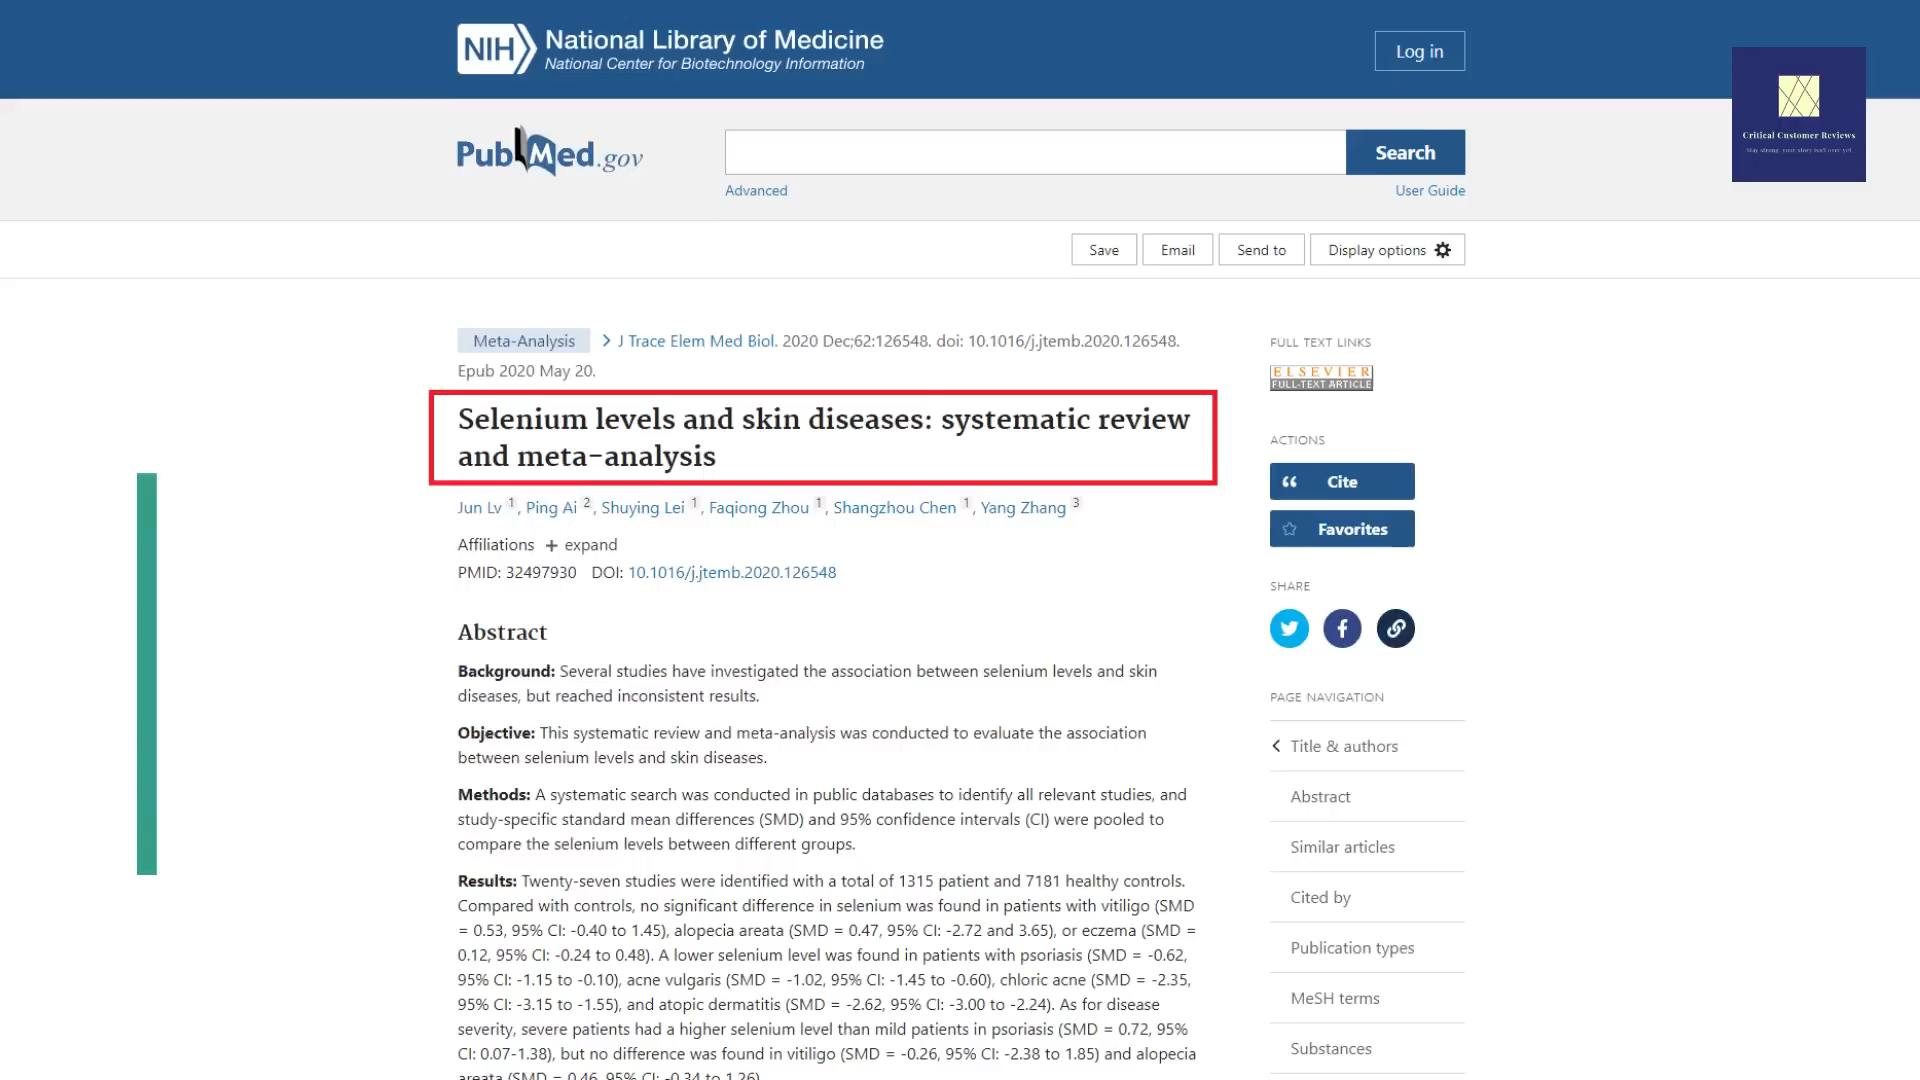 NIH National Library of Medicine
National Center for Biotechnology Information
Log in
Critical Customer Reviews
Stay strong, your story isn't over yet
PubMed.gov
Search
Advanced
User Guide
Save
Email
Send to
Display options
Meta-Analysis
J Trace Elem Med Biol. 2020 Dec;62:126548. doi: 10.1016/j.jtemb.2020.126548.
Epub 2020 May 20.
Selenium levels and skin diseases: systematic review
and meta-analysis
Jun Lv 1, Ping Ai 2, Shuying Lei 1, Faqiong Zhou 1, Shangzhou Chen 1, Yang Zhang 3
Affiliations + expand
PMID: 32497930 DOI: 10.1016/j.jtemb.2020.126548
Abstract
Background: Several studies have investigated the association between selenium levels and skin
diseases, but reached inconsistent results.
Objective: This systematic review and meta-analysis was conducted to evaluate the association
between selenium levels and skin diseases.
Methods: A systematic search was conducted in public databases to identify all relevant studies, and
study-specific standard mean differences (SMD) and 95% confidence intervals (CI) were pooled to
compare the selenium levels between different groups.
Results: Twenty-seven studies were identified with a total of 1315 patient and 7181 healthy controls.
Compared with controls, no significant difference in selenium was found in patients with vitiligo (SMD
= 0.53, 95% CI: -0.40 to 1.45), alopecia areata (SMD = 0.47, 95% CI: -2.72 and 3.65), or eczema (SMD =
0.12, 95% CI: -0.24 to 0.48). A lower selenium level was found in patients with psoriasis (SMD = -0.62,
95% CI: -1.15 to -0.10), acne vulgaris (SMD = -1.02, 95% CI: -1.45 to -0.60), chloric acne (SMD = -2.35,
95% CI: -3.15 to -1.55), and atopic dermatitis (SMD = -2.62, 95% CI: -3.00 to -2.24). As for disease
severity, severe patients had a higher selenium level than mild patients in psoriasis (SMD = 0.72, 95%
CI: 0.07-1.38), but no difference was found in vitiligo (SMD = -0.26, 95% CI: -2.38 to 1.85) and alopecia
areata (SMD = 0.46, 95% CI: -0.34 to 1.26).
FULL TEXT LINKS
ELSEVIER
FULL-TEXT ARTICLE
ACTIONS
Cite
Favorites
SHARE
PAGE NAVIGATION
Title & authors
Abstract
Similar articles
Cited by
Publication types
MeSH terms
Substances